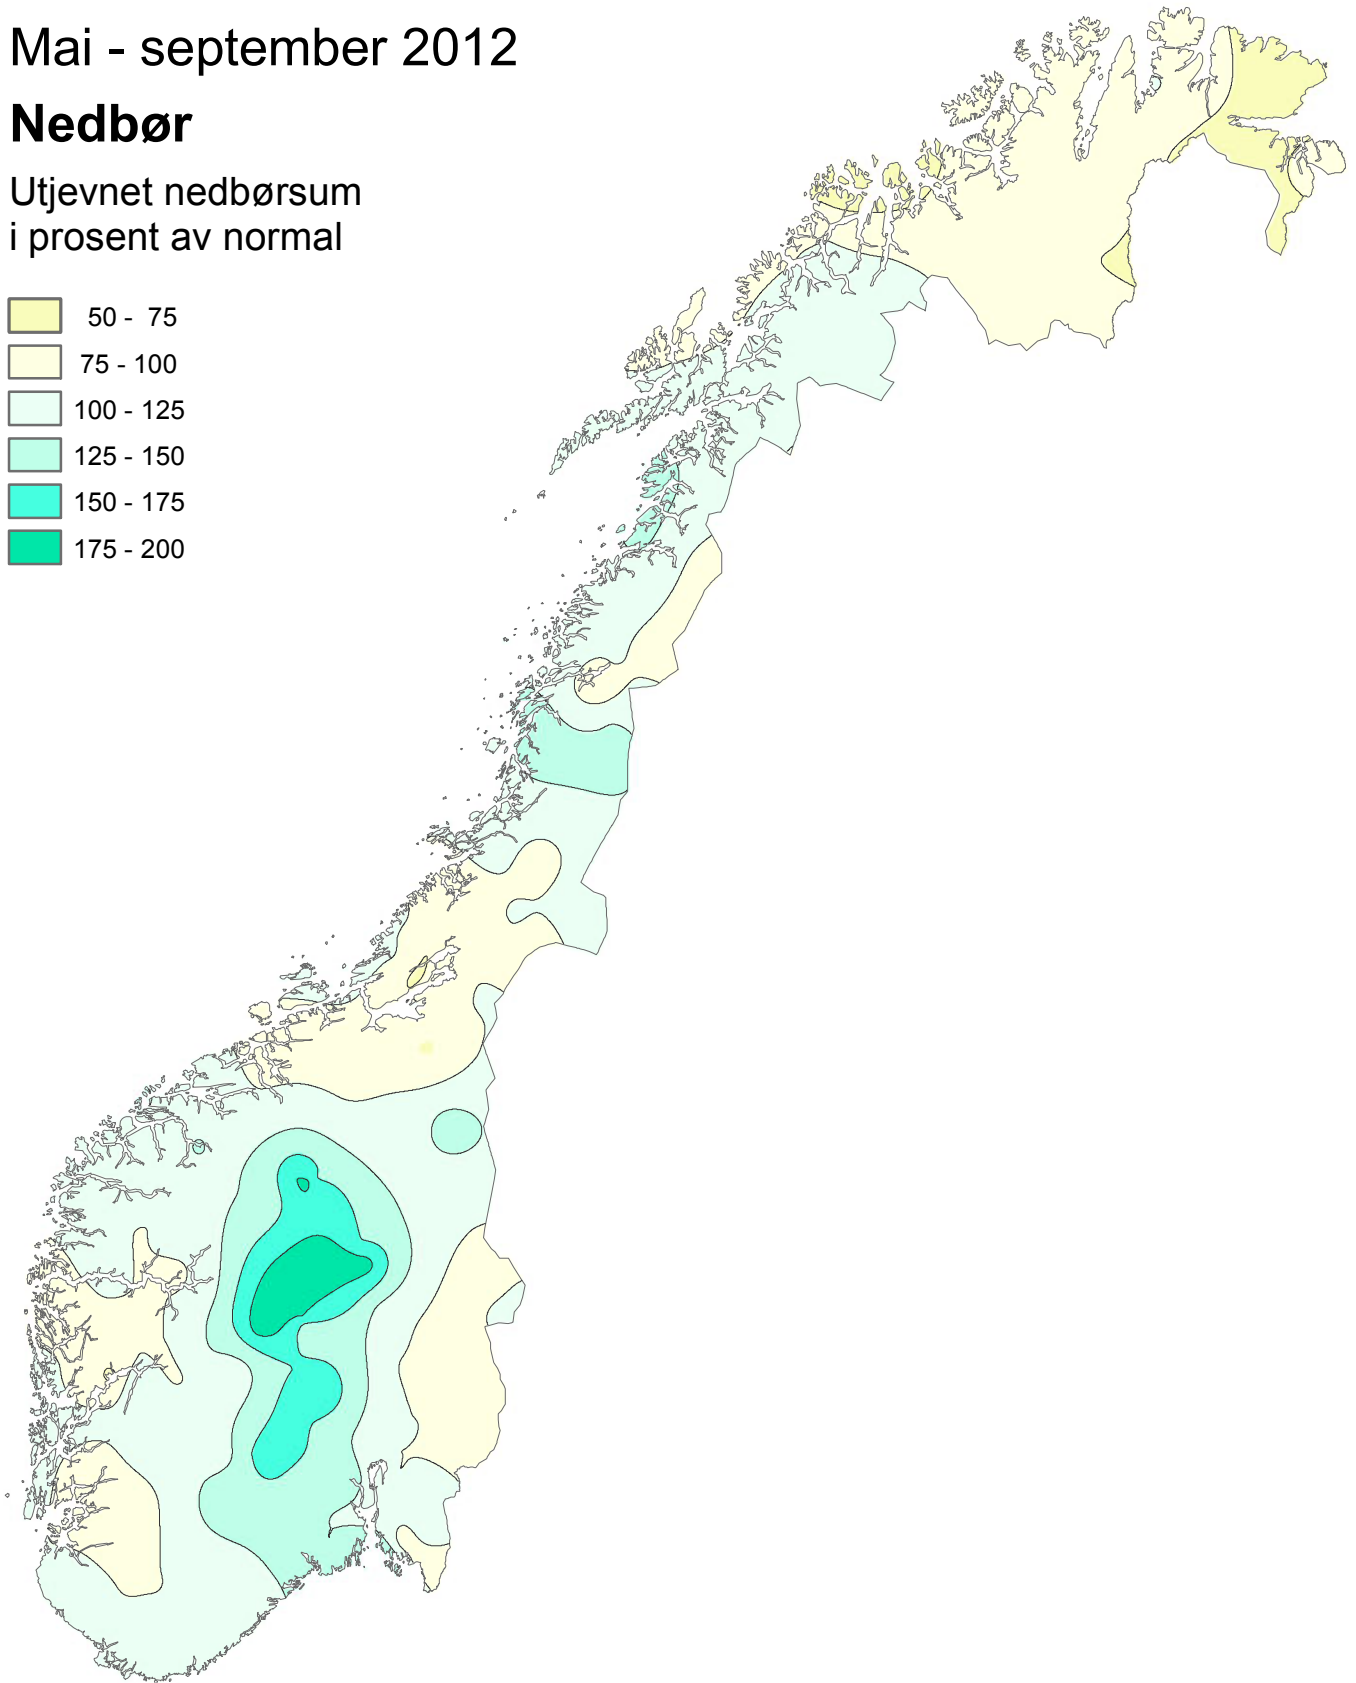 Mai - september 2012
Nedbør
Utjevnet nedbørsum
i prosent av normal
50 - 75
75 - 100
100 - 125
125 - 150
150 - 175
175 - 200